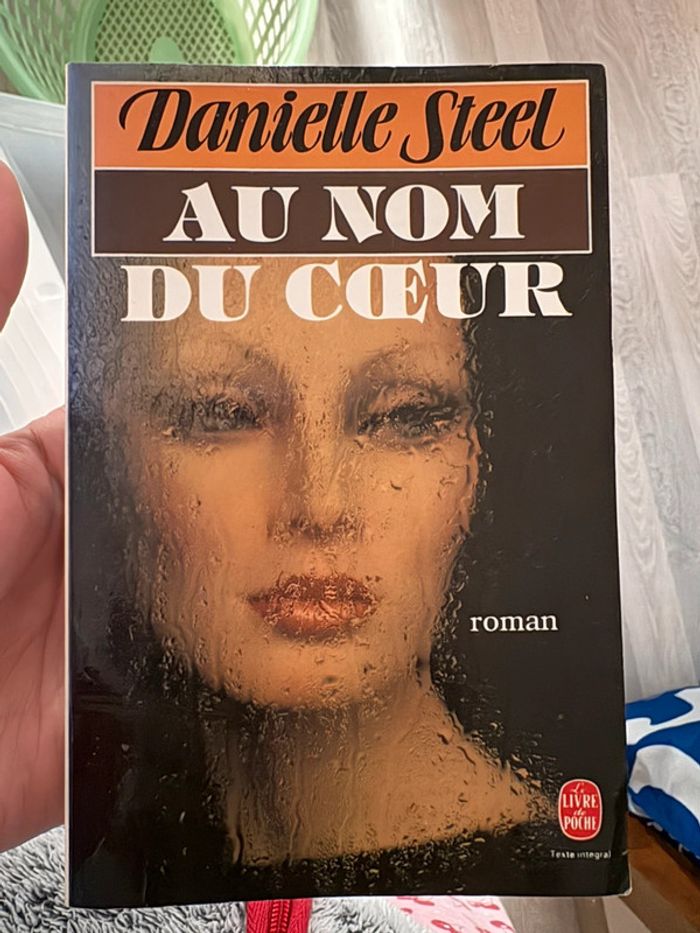 Danielle Steel
AU NOM
DU CŒUR
roman
Le
LIVRE
de
POCHE
Texte intégral